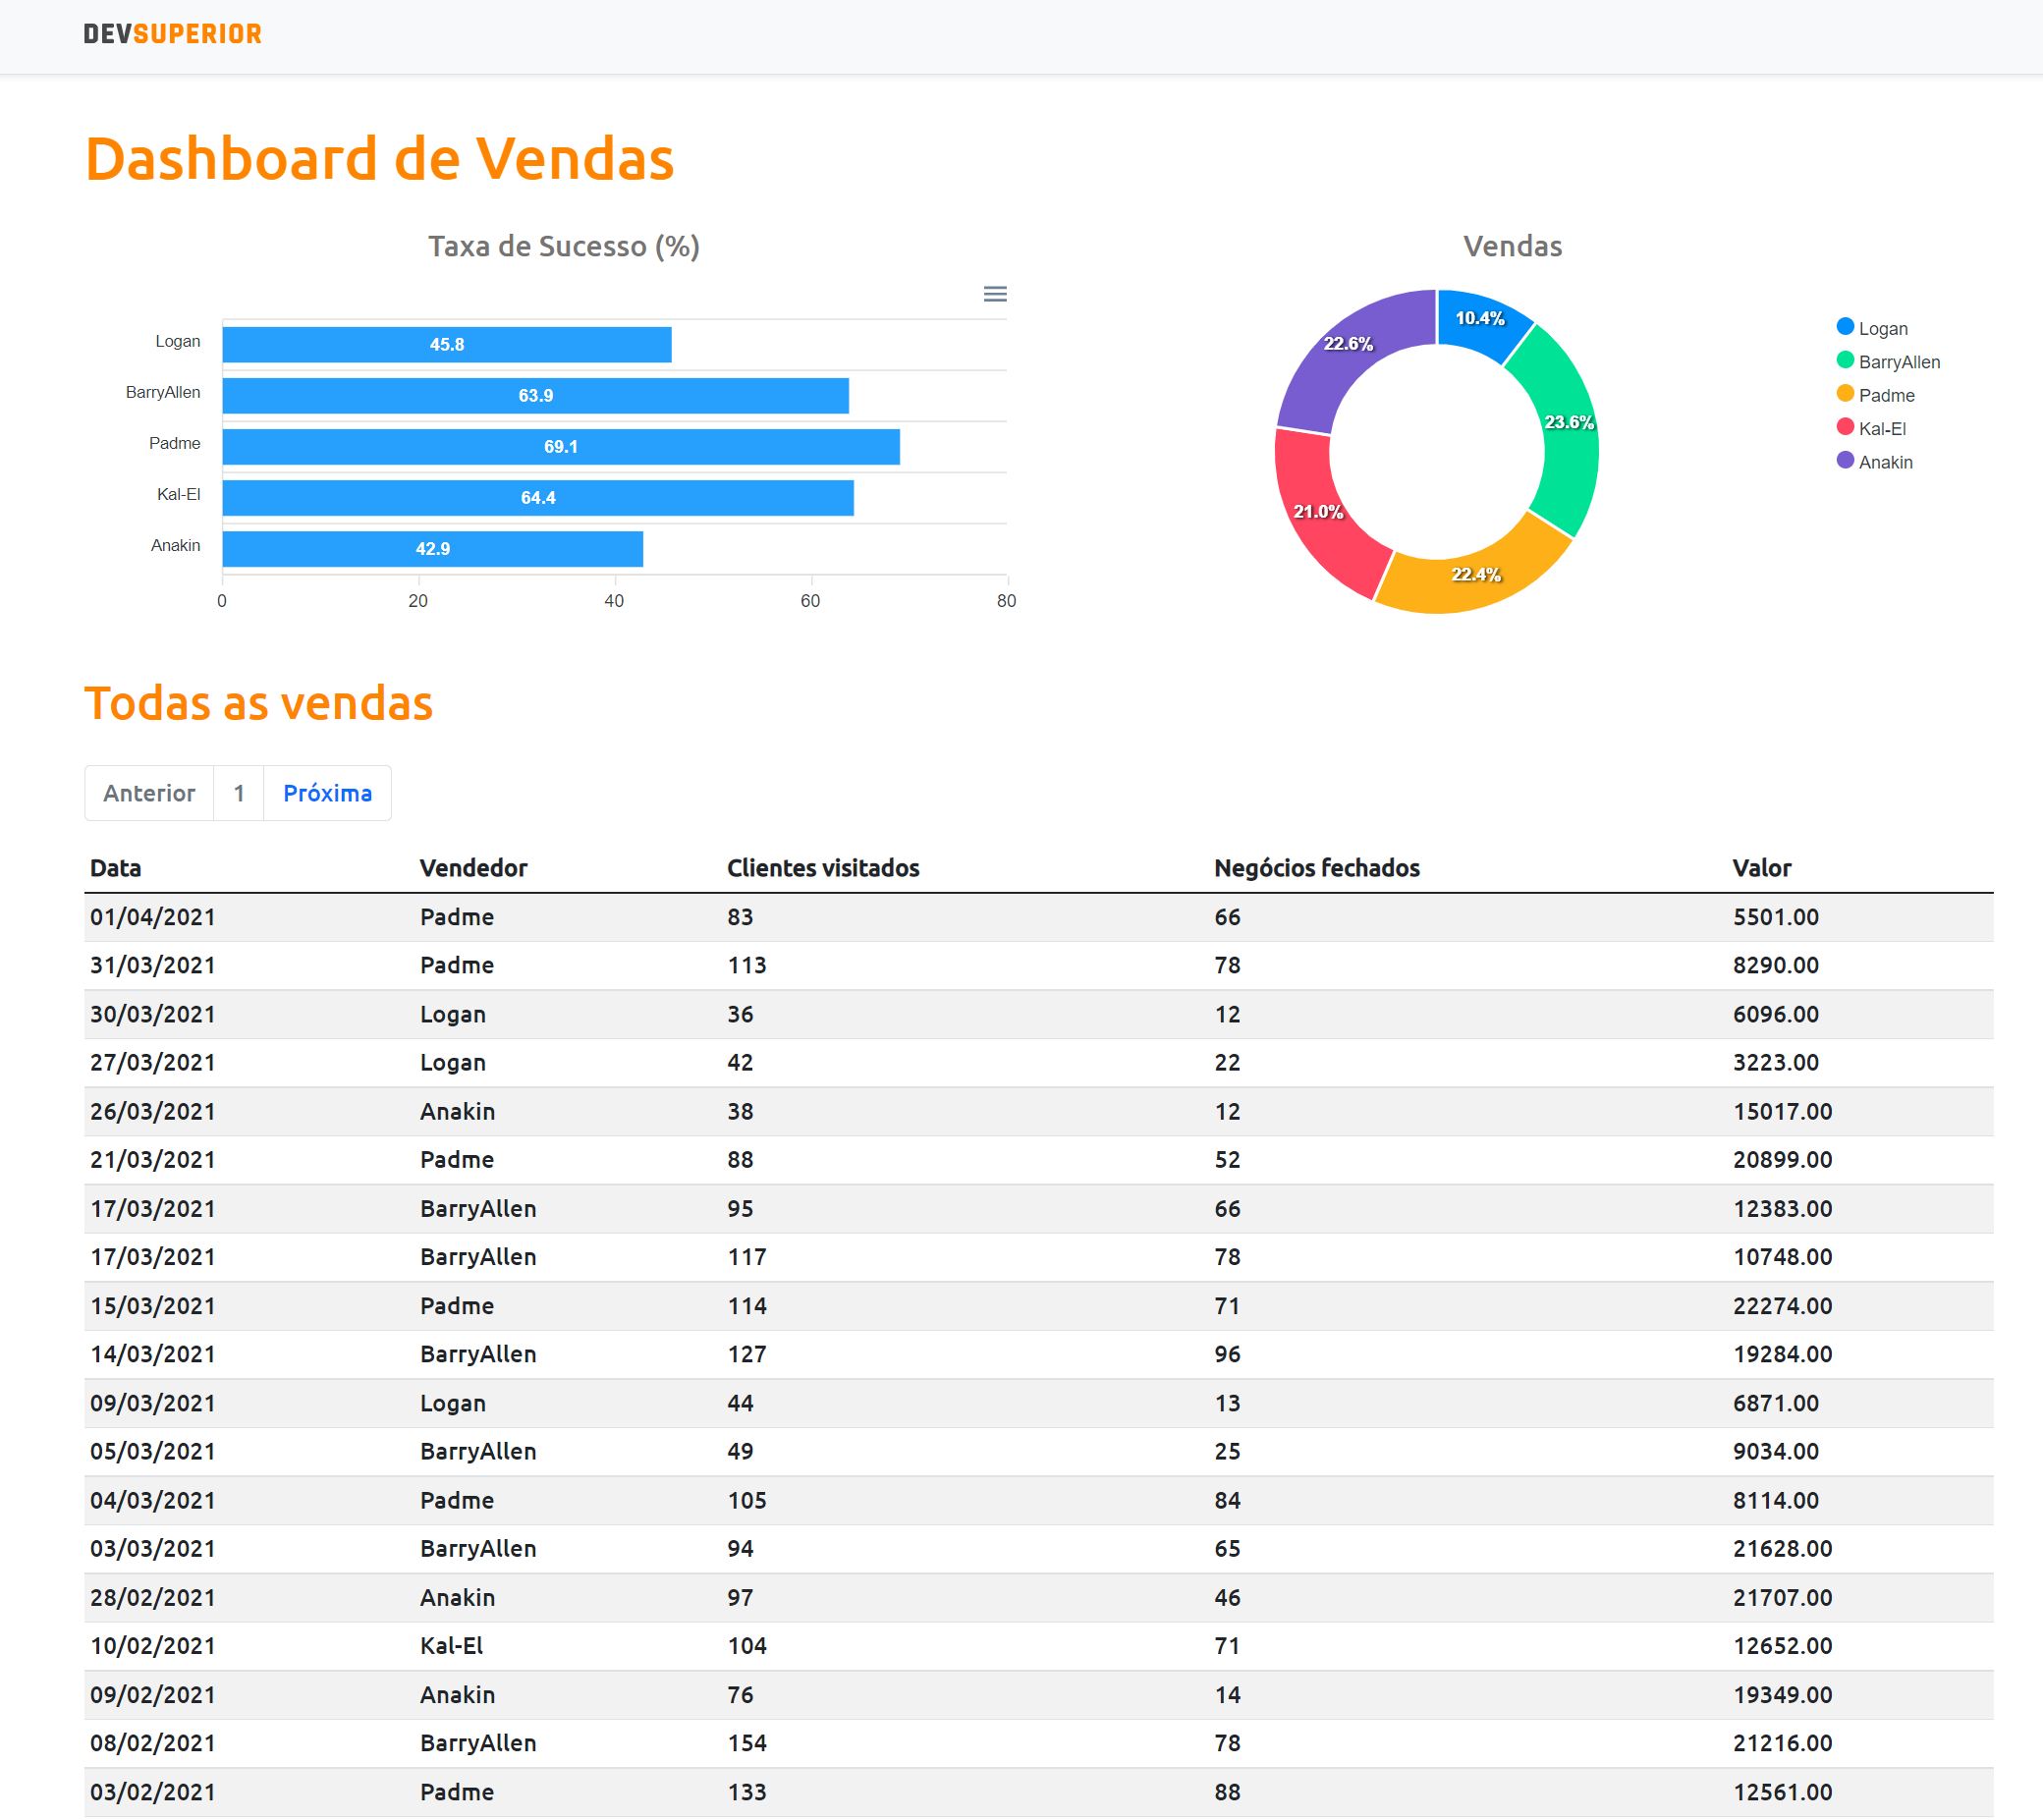 DEVSUPERIOR
Dashboard de Vendas
Taxa de Sucesso (%)
Logan 45.8
BarryAllen 63.9
Padme 69.1
Kal-El 64.4
Anakin 42.9
0 20 40 60 80
Vendas
10.4%
23.6%
22.4%
21.0%
22.6%
Logan
BarryAllen
Padme
Kal-El
Anakin
Todas as vendas
Anterior 1 Próxima
Data Vendedor Clientes visitados Negócios fechados Valor
01/04/2021 Padme 83 66 5501.00
31/03/2021 Padme 113 78 8290.00
30/03/2021 Logan 36 12 6096.00
27/03/2021 Logan 42 22 3223.00
26/03/2021 Anakin 38 12 15017.00
21/03/2021 Padme 88 52 20899.00
17/03/2021 BarryAllen 95 66 12383.00
17/03/2021 BarryAllen 117 78 10748.00
15/03/2021 Padme 114 71 22274.00
14/03/2021 BarryAllen 127 96 19284.00
09/03/2021 Logan 44 13 6871.00
05/03/2021 BarryAllen 49 25 9034.00
04/03/2021 Padme 105 84 8114.00
03/03/2021 BarryAllen 94 65 21628.00
28/02/2021 Anakin 97 46 21707.00
10/02/2021 Kal-El 104 71 12652.00
09/02/2021 Anakin 76 14 19349.00
08/02/2021 BarryAllen 154 78 21216.00
03/02/2021 Padme 133 88 12561.00